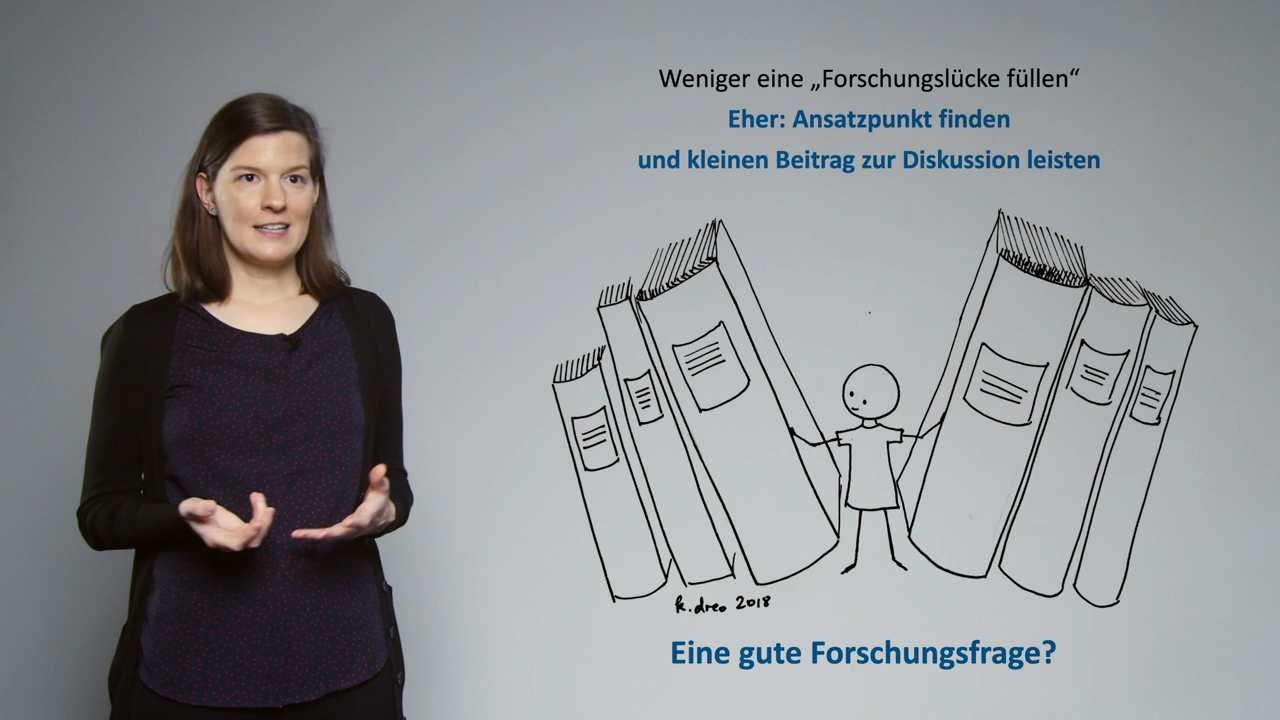 Weniger eine „Forschungslücke füllen“
Eher: Ansatzpunkt finden
und kleinen Beitrag zur Diskussion leisten
k. dreo 2018
Eine gute Forschungsfrage?